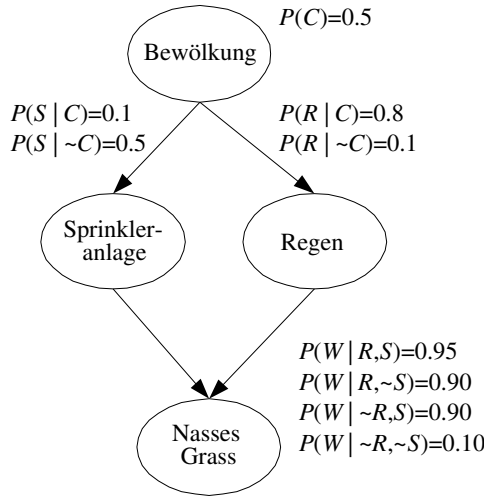 P(C)=0.5
Bewölkung
P(S | C)=0.1
P(S | ~C)=0.5
P(R | C)=0.8
P(R | ~C)=0.1
Sprinkler-
anlage
Regen
P(W | R,S)=0.95
P(W | R,~S)=0.90
P(W | ~R,S)=0.90
P(W | ~R,~S)=0.10
Nasses
Grass